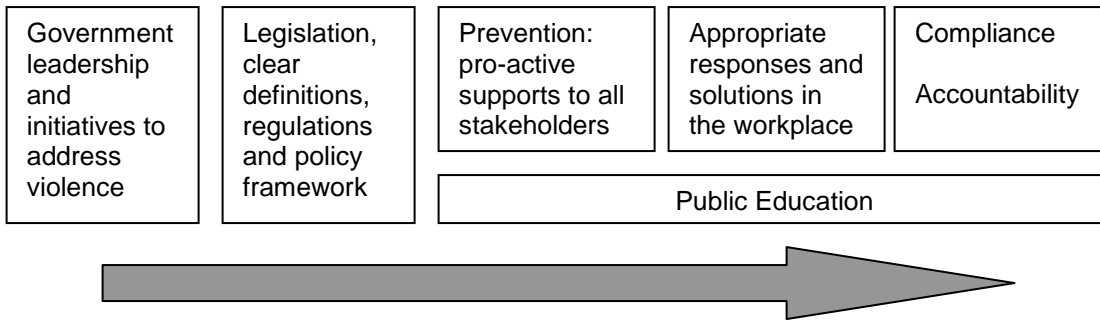 Government
leadership
and
initiatives to
address
violence
Legislation,
clear
definitions,
regulations
and policy
framework
Prevention:
pro-active
supports to all
stakeholders
Appropriate
responses and
solutions in
the workplace
Compliance
Accountability
Public Education